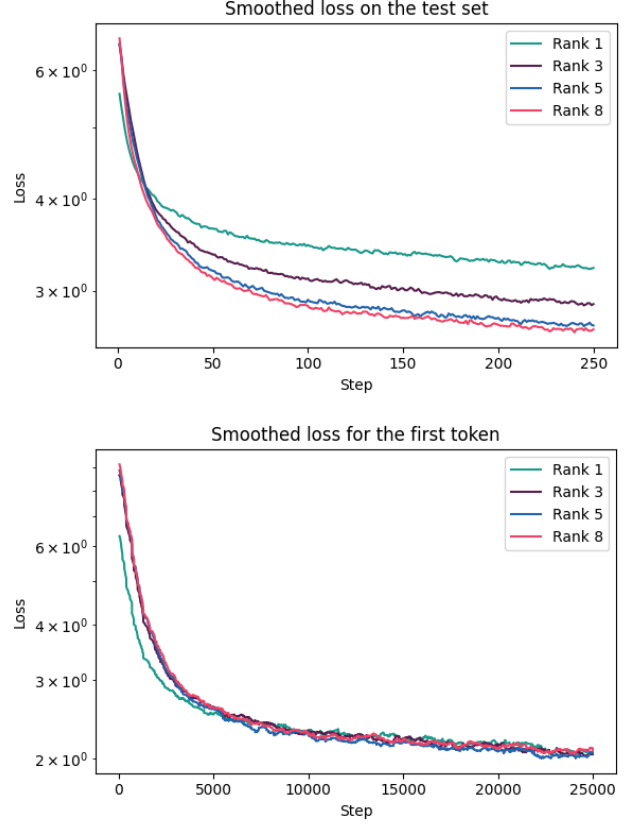 Smoothed loss on the test set
6 × 10⁰
4 × 10⁰
3 × 10⁰
Loss
Rank 1
Rank 3
Rank 5
Rank 8
0 50 100 150 200 250
Step
Smoothed loss for the first token
6 × 10⁰
4 × 10⁰
3 × 10⁰
2 × 10⁰
Loss
Rank 1
Rank 3
Rank 5
Rank 8
0 5000 10000 15000 20000 25000
Step